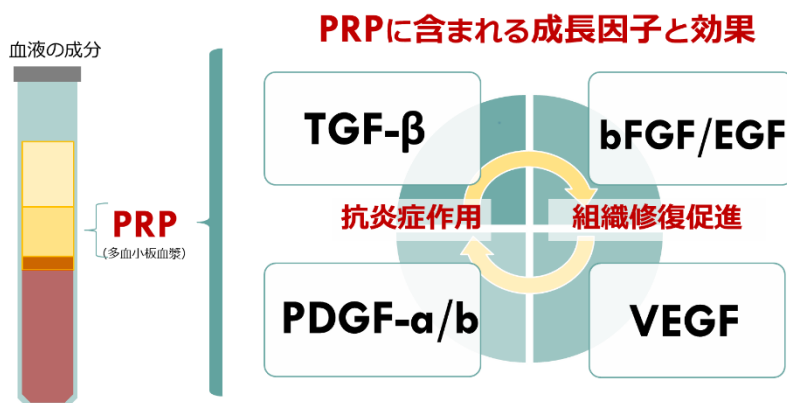 PRPに含まれる成長因子と効果
血液の成分
PRP
(多血小板血漿)
TGF-β
bFGF/EGF
抗炎症作用
組織修復促進
PDGF-a/b
VEGF